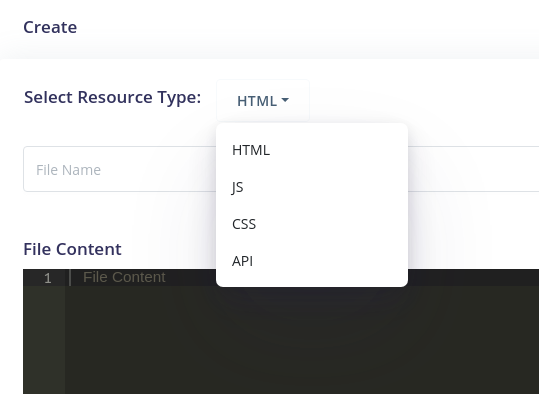 Create
Select Resource Type: HTML
HTML
JS
CSS
API
File Name
File Content
1 File Content